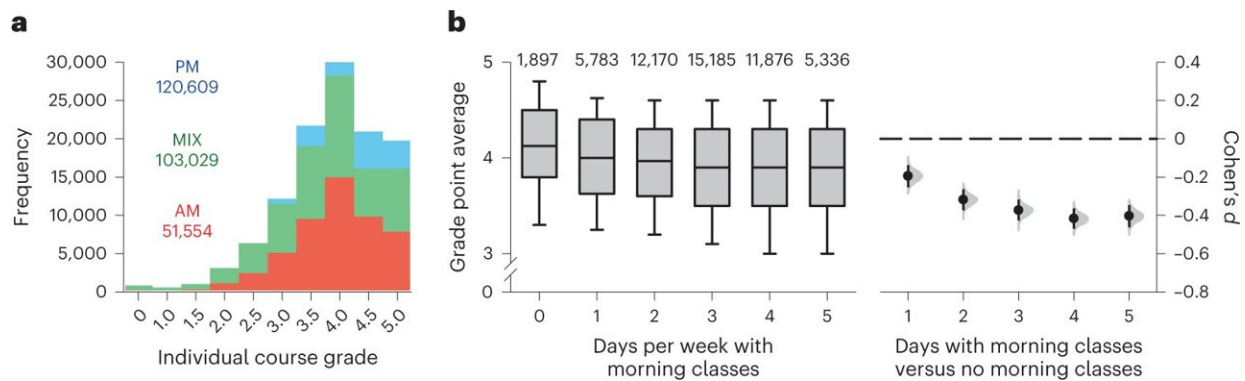 a
Frequency
30,000
25,000
20,000
15,000
10,000
5,000
0
PM
120,609
MIX
103,029
AM
51,554
0 1.0 1.5 2.0 2.5 3.0 3.5 4.0 4.5 5.0
Individual course grade
b
Grade point average
5
4
3
0
1,897 5,783 12,170 15,185 11,876 5,336
0 1 2 3 4 5
Days per week with
morning classes
0.4
0.2
0
−0.2
−0.4
−0.6
−0.8
Cohen's d
1 2 3 4 5
Days with morning classes
versus no morning classes